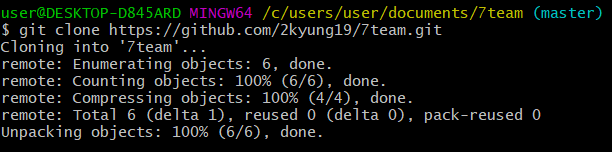 user@DESKTOP-D845ARD MINGW64 /c/users/user/documents/7team (master)
$ git clone https://github.com/2kyung19/7team.git
Cloning into '7team'...
remote: Enumerating objects: 6, done.
remote: Counting objects: 100% (6/6), done.
remote: Compressing objects: 100% (4/4), done.
remote: Total 6 (delta 1), reused 0 (delta 0), pack-reused 0
Unpacking objects: 100% (6/6), done.